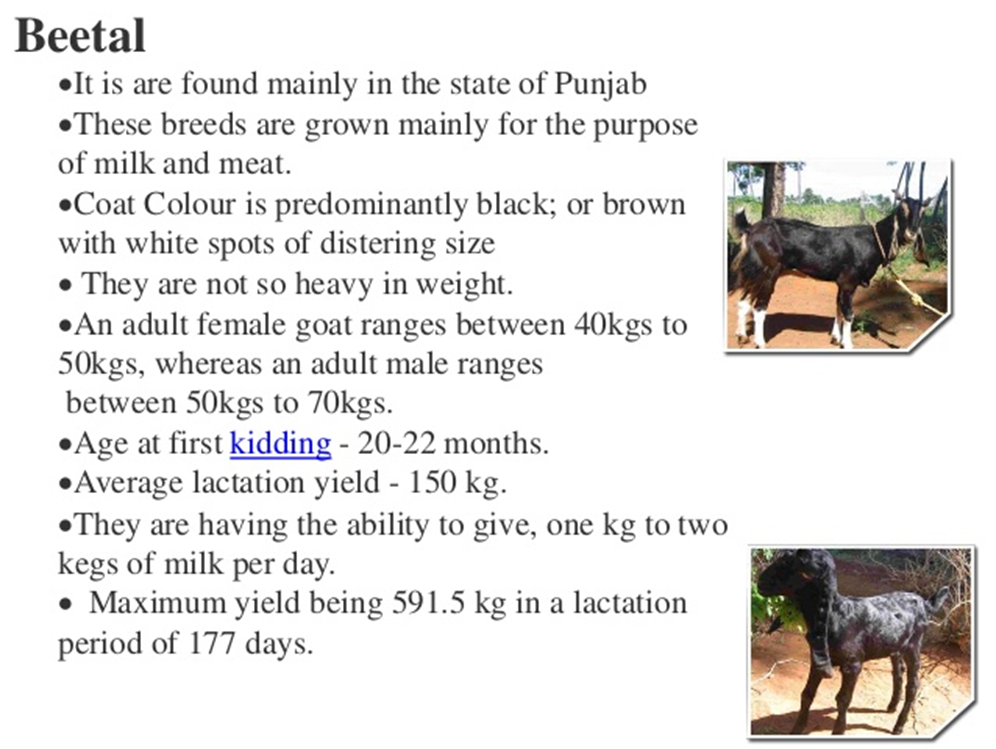 Beetal
•It is are found mainly in the state of Punjab
•These breeds are grown mainly for the purpose
of milk and meat.
•Coat Colour is predominantly black; or brown
with white spots of distering size
• They are not so heavy in weight.
•An adult female goat ranges between 40kgs to
50kgs, whereas an adult male ranges
between 50kgs to 70kgs.
•Age at first kidding - 20-22 months.
•Average lactation yield - 150 kg.
•They are having the ability to give, one kg to two
kegs of milk per day.
• Maximum yield being 591.5 kg in a lactation
period of 177 days.